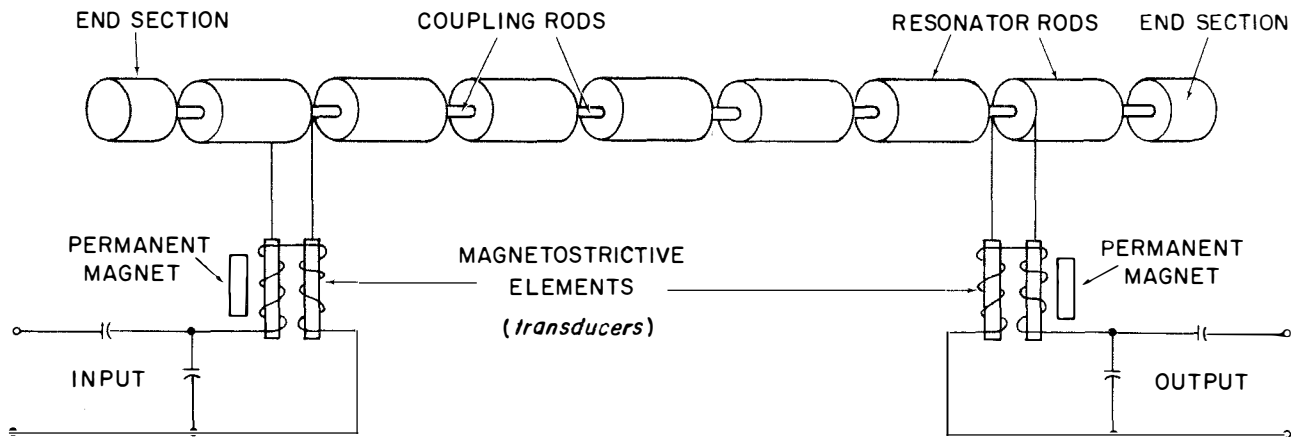 END SECTION
COUPLING RODS
RESONATOR RODS
END SECTION
PERMANENT
MAGNET
MAGNETOSTRICTIVE
ELEMENTS
(transducers)
PERMANENT
MAGNET
INPUT
OUTPUT